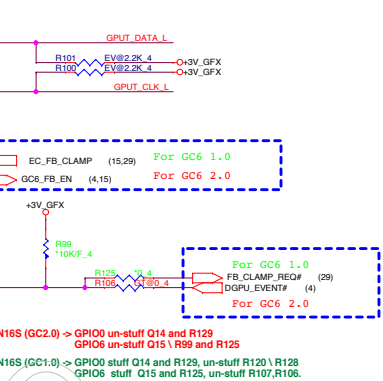 GPUT_DATA_L
R101 EV@2.2K_4 +3V_GFX
R100 EV@2.2K_4 +3V_GFX
GPUT_CLK_L
EC_FB_CLAMP (15,29) For GC6 1.0
GC6_FB_EN (4,15) For GC6 2.0
+3V_GFX
R99
*10K/F_4
For GC6 1.0
R125 *0_4 FB_CLAMP_REQ# (29)
R106 GT@0_4 DGPU_EVENT# (4)
For GC6 2.0
N16S (GC2.0) -> GPIO0 un-stuff Q14 and R129
GPIO6 un-stuff Q15 \ R99 and R125
N16S (GC1.0) -> GPIO0 stuff Q14 and R129, un-stuff R120 \ R128
GPIO6 stuff Q15 and R125, un-stuff R107,R106.